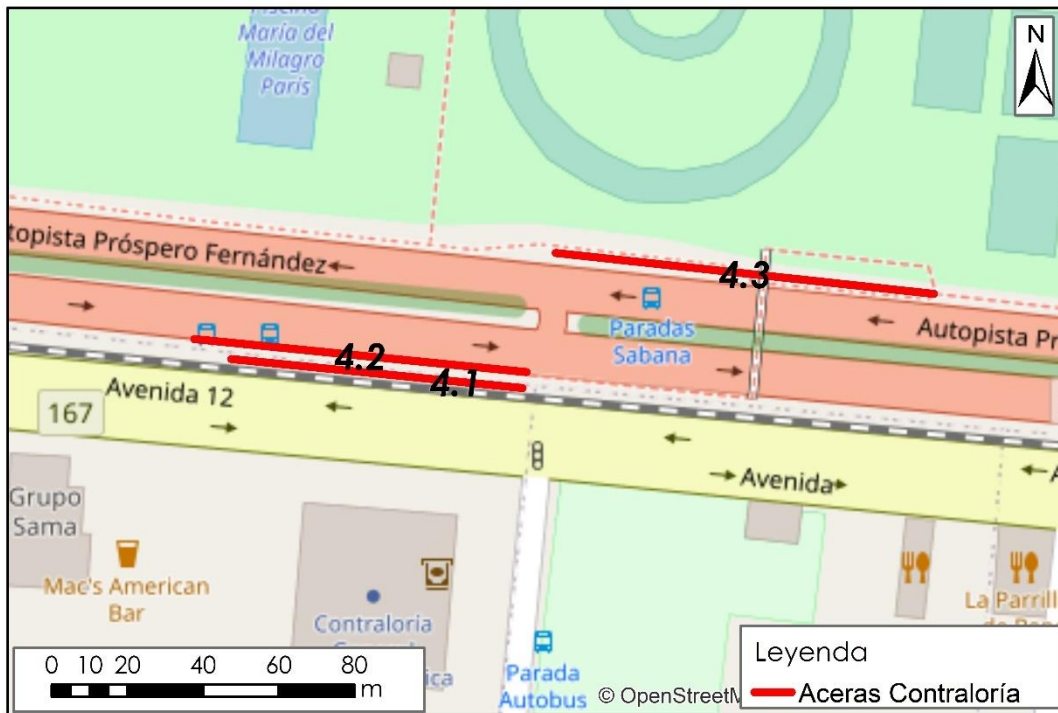 María del
Milagro
París
N
topista Próspero Fernández
4.3
Paradas
Sabana
Autopista Pr
4.2
4.1
Avenida 12
167
Avenida
Grupo
Sama
Mac's American
Bar
Contraloria
Parada
Autobus
La Parrill
0 10 20 40 60 80
m
© OpenStreetM
Leyenda
Aceras Contraloría